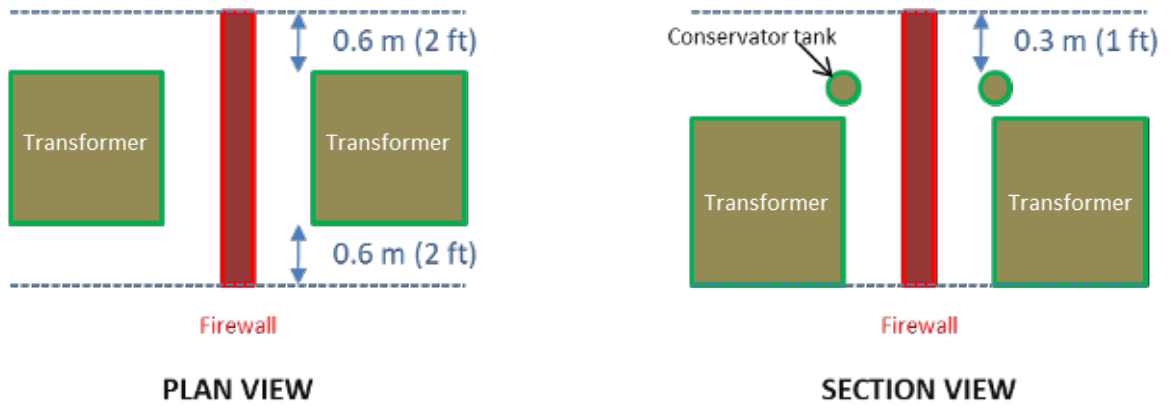 0.6 m (2 ft)
Transformer
Transformer
0.6 m (2 ft)
Firewall
PLAN VIEW
Conservator tank
0.3 m (1 ft)
Transformer
Transformer
Firewall
SECTION VIEW